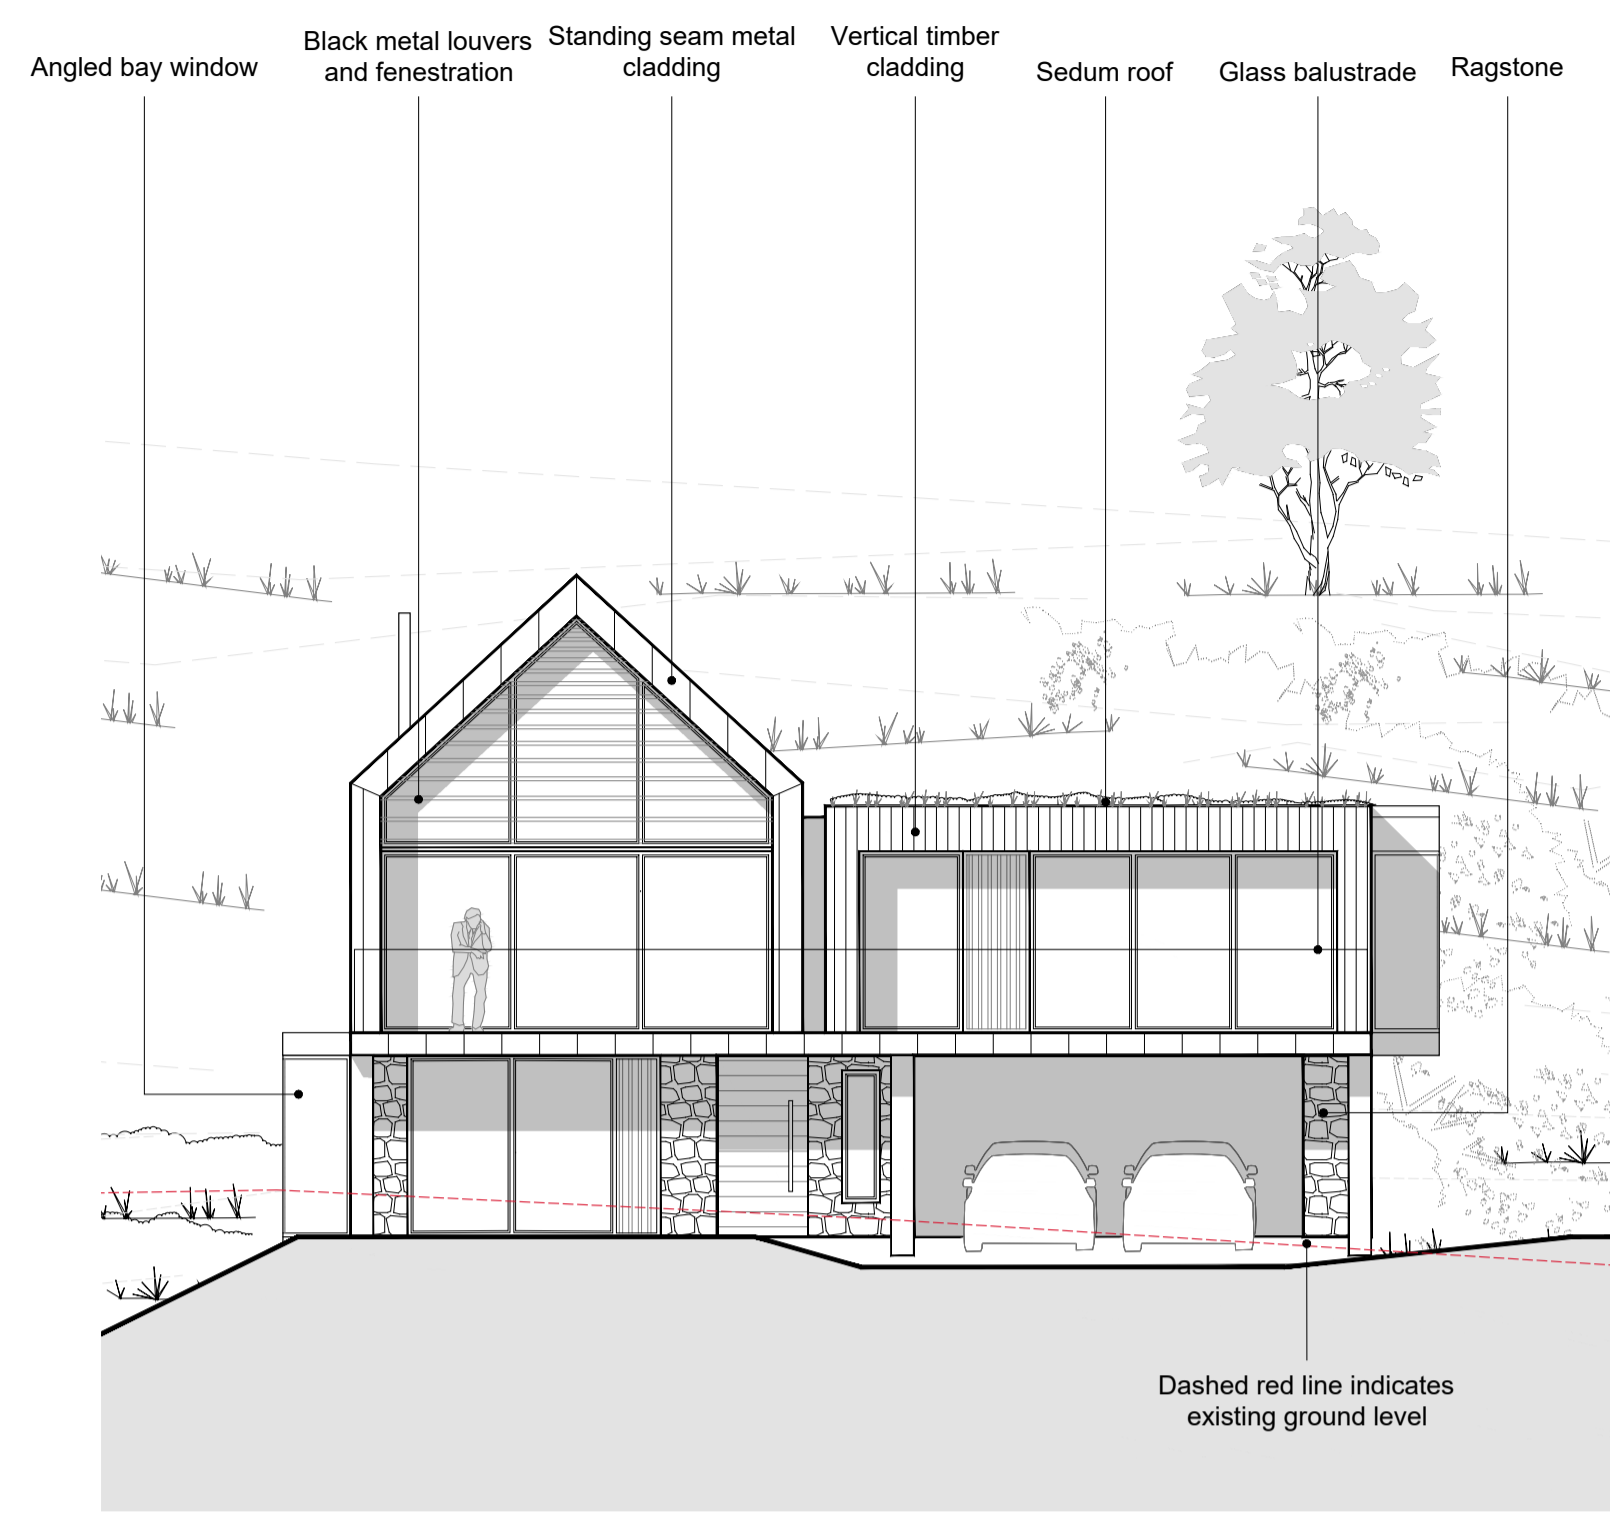 Angled bay window
Black metal louvers
and fenestration
Standing seam metal
cladding
Vertical timber
cladding
Sedum roof
Glass balustrade
Ragstone
Dashed red line indicates
existing ground level